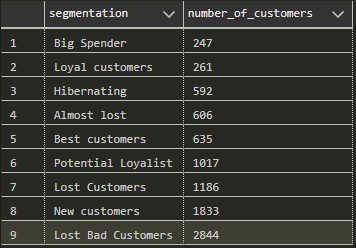 segmentation number_of_customers
1 Big Spender 247
2 Loyal customers 261
3 Hibernating 592
4 Almost lost 606
5 Best customers 635
6 Potential Loyalist 1017
7 Lost Customers 1186
8 New customers 1833
9 Lost Bad Customers 2844